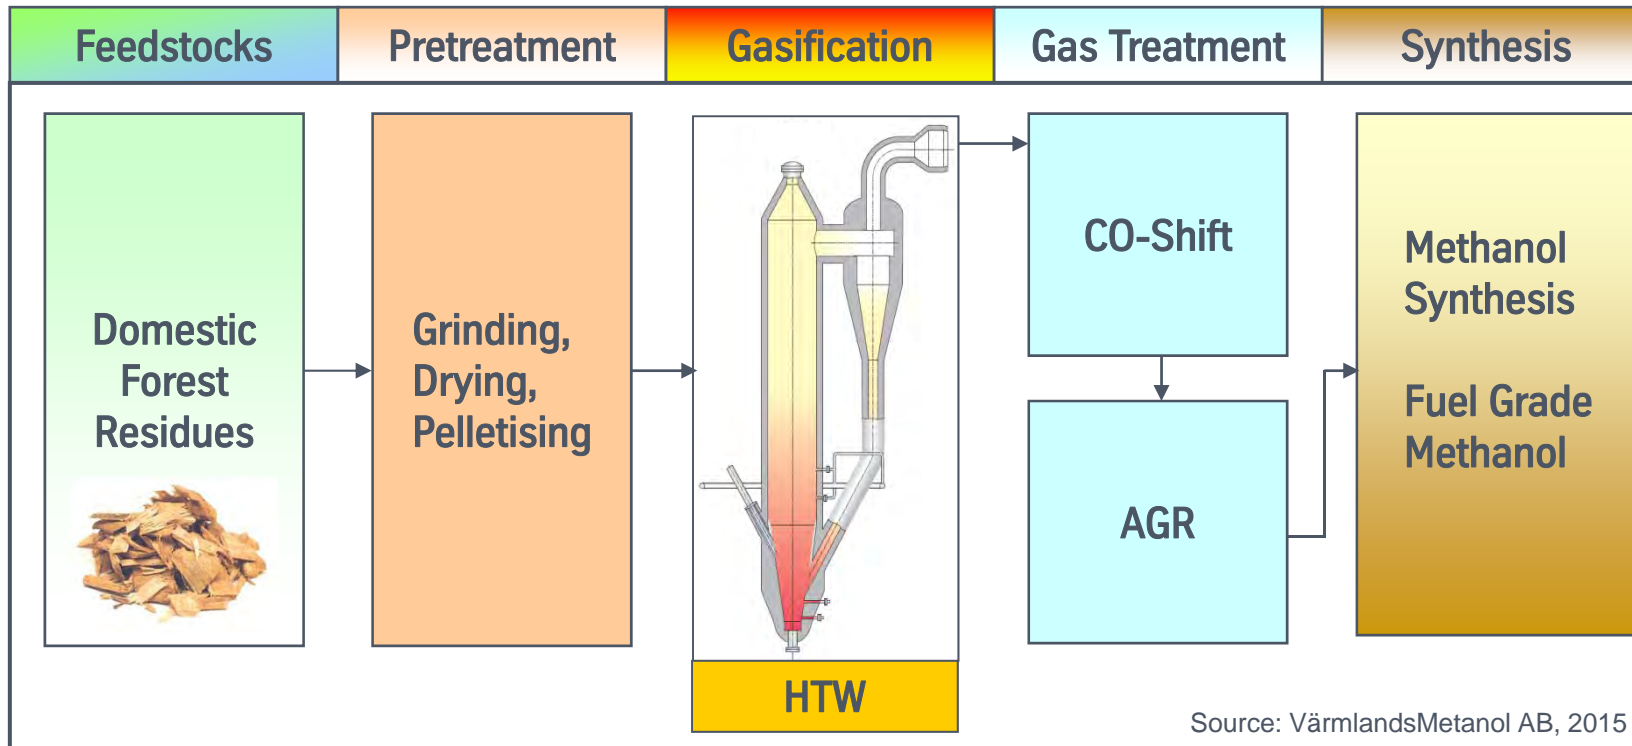 Feedstocks
Pretreatment
Gasification
Gas Treatment
Synthesis
Domestic
Forest
Residues
Grinding,
Drying,
Pelletising
HTW
CO-Shift
AGR
Methanol
Synthesis
Fuel Grade
Methanol
Source: VärmlandsMetanol AB, 2015